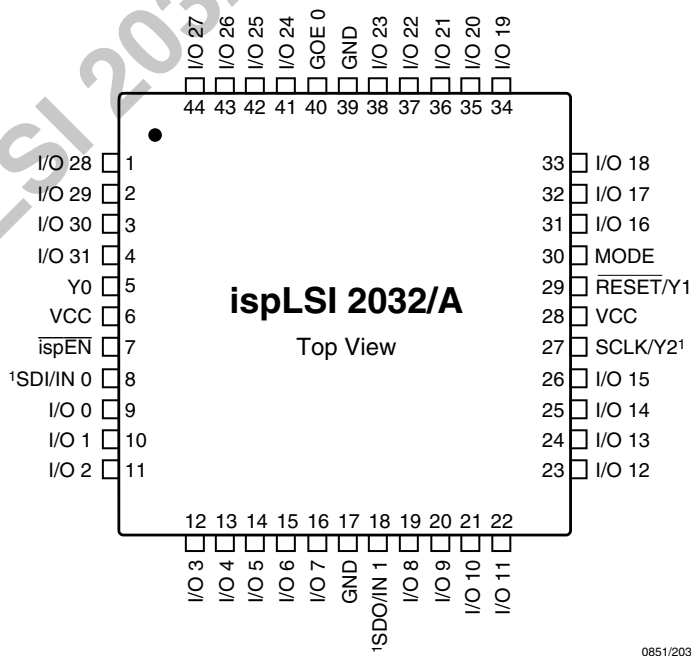 LSI 203
I/O 27
I/O 26
I/O 25
I/O 24
GOE 0
GND
I/O 23
I/O 22
I/O 21
I/O 20
I/O 19
44 43 42 41 40 39 38 37 36 35 34
I/O 28 1
I/O 29 2
I/O 30 3
I/O 31 4
Y0 5
VCC 6
ispEN 7
¹SDI/IN 0 8
I/O 0 9
I/O 1 10
I/O 2 11
ispLSI 2032/A
Top View
33 I/O 18
32 I/O 17
31 I/O 16
30 MODE
29 RESET/Y1
28 VCC
27 SCLK/Y2¹
26 I/O 15
25 I/O 14
24 I/O 13
23 I/O 12
12 13 14 15 16 17 18 19 20 21 22
I/O 3
I/O 4
I/O 5
I/O 6
I/O 7
GND
¹SDO/IN 1
I/O 8
I/O 9
I/O 10
I/O 11
0851/203